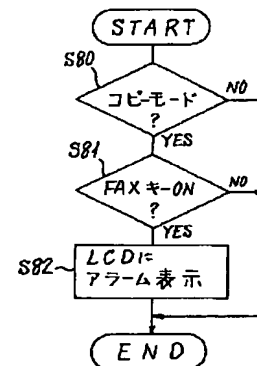 START
S80
コピーモード
?
NO
YES
S81
FAXキーON
?
NO
YES
S82
LCDに
アラーム表示
END